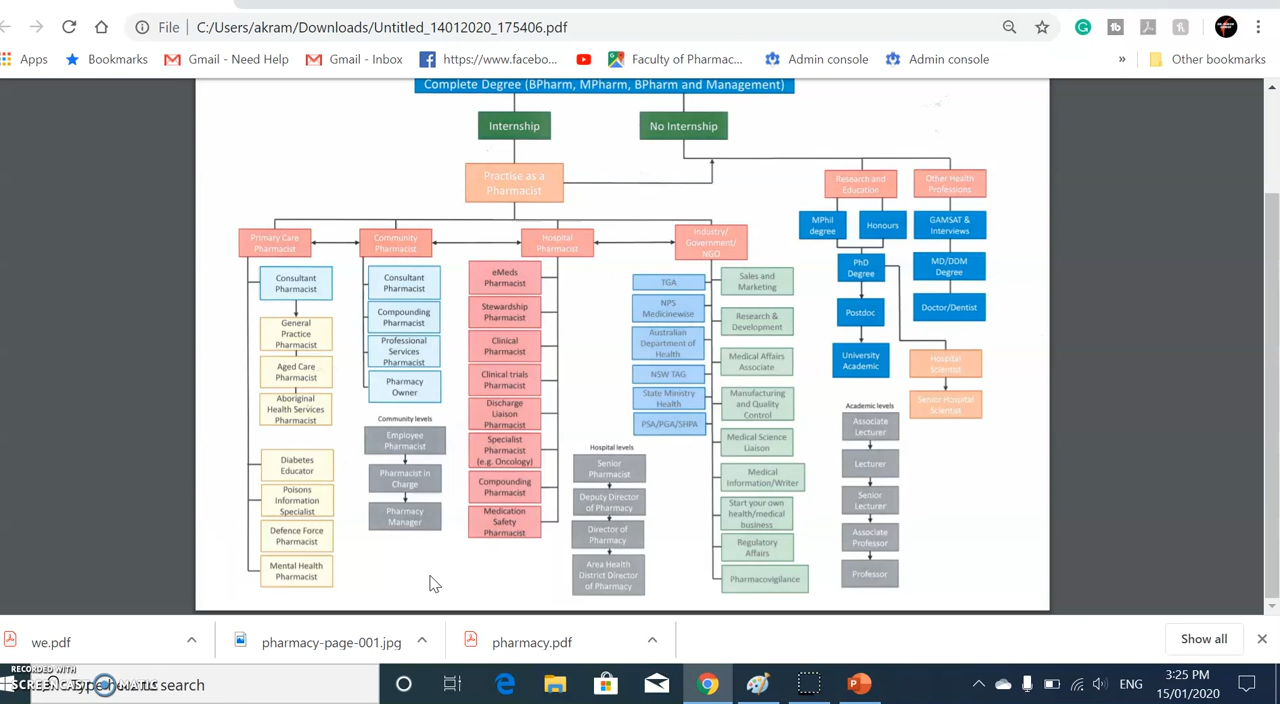 File
C:/Users/akram/Downloads/Untitled_14012020_175406.pdf
Apps
Bookmarks
Gmail - Need Help
Gmail - Inbox
https://www.facebo...
Faculty of Pharmac...
Admin console
Admin console
»
Other bookmarks
Complete Degree (BPharm, MPharm, BPharm and Management)
Internship
No Internship
Practise as a
Pharmacist
Research and
Education
Other Health
Professions
MPhil
degree
Honours
GAMSAT &
Interviews
PhD
Degree
MD/DDM
Degree
Postdoc
Doctor/Dentist
University
Academic
Hospital
Scientist
Senior Hospital
Scientist
Primary Care
Pharmacist
Community
Pharmacist
Hospital
Pharmacist
Industry/
Government/
NGO
Consultant
Pharmacist
General
Practice
Pharmacist
Aged Care
Pharmacist
Aboriginal
Health Services
Pharmacist
Diabetes
Educator
Poisons
Information
Specialist
Defence Force
Pharmacist
Mental Health
Pharmacist
Consultant
Pharmacist
Compounding
Pharmacist
Professional
Services
Pharmacist
Pharmacy
Owner
Community levels
Employee
Pharmacist
Pharmacist in
Charge
Pharmacy
Manager
eMeds
Pharmacist
Stewardship
Pharmacist
Clinical
Pharmacist
Clinical trials
Pharmacist
Discharge
Liaison
Pharmacist
Specialist
Pharmacist
(e.g. Oncology)
Compounding
Pharmacist
Medication
Safety
Pharmacist
Hospital levels
Senior
Pharmacist
Deputy Director
of Pharmacy
Director of
Pharmacy
Area Health
District Director
of Pharmacy
TGA
NPS
Medicinewise
Australian
Department of
Health
NSW TAG
State Ministry
Health
PSA/PGA/SHPA
Sales and
Marketing
Research &
Development
Medical Affairs
Associate
Manufacturing
and Quality
Control
Medical Science
Liaison
Medical
Information/Writer
Start your own
health/medical
business
Regulatory
Affairs
Pharmacovigilance
Academic levels
Associate
Lecturer
Lecturer
Senior
Lecturer
Associate
Professor
Professor
we.pdf
pharmacy-page-001.jpg
pharmacy.pdf
Show all
RECORDED WITH
SCREENCAST MATIC
to search
ENG
3:25 PM
15/01/2020